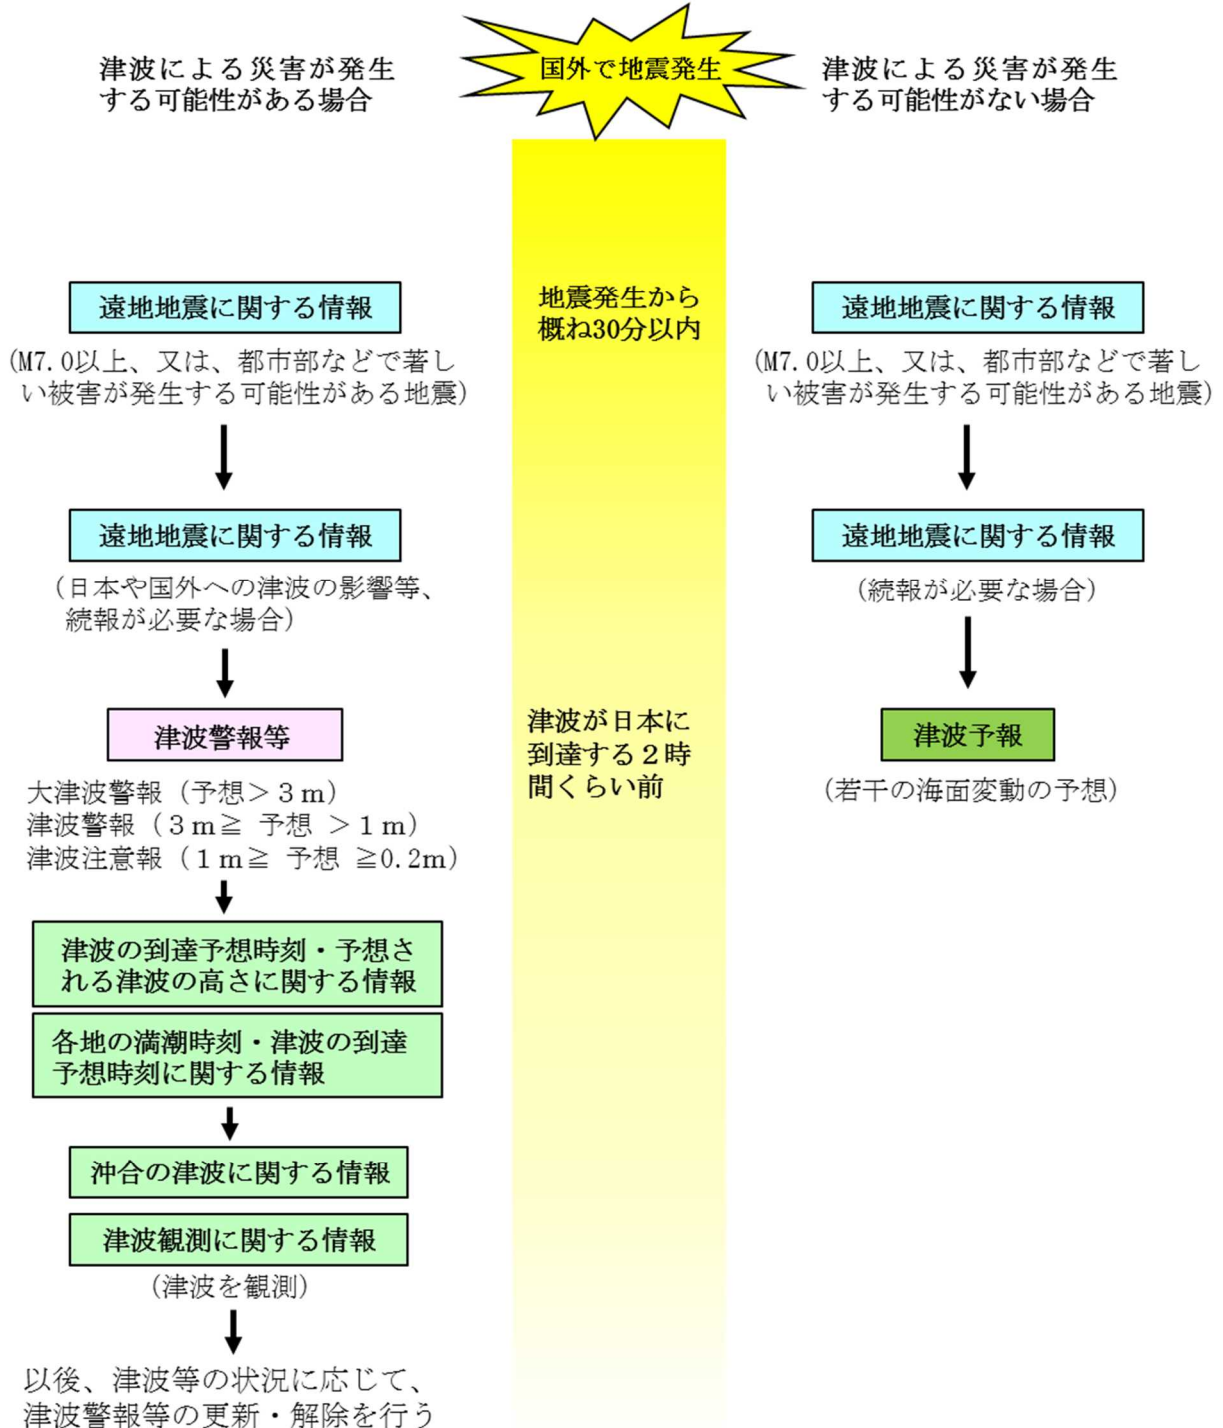 国外で地震発生
津波による災害が発生
する可能性がある場合
津波による災害が発生
する可能性がない場合
遠地地震に関する情報
(M7.0以上、又は、都市部などで著し
い被害が発生する可能性がある地震)
地震発生から
概ね30分以内
遠地地震に関する情報
(M7.0以上、又は、都市部などで著し
い被害が発生する可能性がある地震)
遠地地震に関する情報
(日本や国外への津波の影響等、
続報が必要な場合)
遠地地震に関する情報
(続報が必要な場合)
津波警報等
大津波警報（予想＞３ｍ）
津波警報（３ｍ≧ 予想 ＞１ｍ）
津波注意報（１ｍ≧ 予想 ≧0.2m）
津波が日本に
到達する２時
間くらい前
津波予報
(若干の海面変動の予想)
津波の到達予想時刻・予想さ
れる津波の高さに関する情報
各地の満潮時刻・津波の到達
予想時刻に関する情報
沖合の津波に関する情報
津波観測に関する情報
(津波を観測)
以後、津波等の状況に応じて、
津波警報等の更新・解除を行う